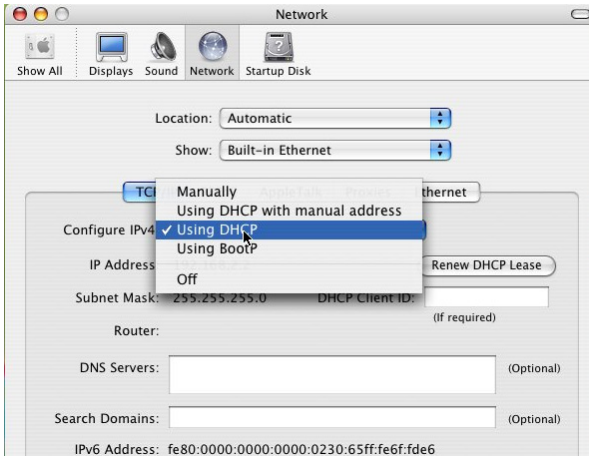 Network
Show All Displays Sound Network Startup Disk
Location: Automatic
Show: Built-in Ethernet
TCP AppleTalk Proxies Ethernet
Manually
Using DHCP with manual address
Configure IPv4 ✓ Using DHCP
Using BootP
IP Address Renew DHCP Lease
Off
Subnet Mask: 255.255.255.0 DHCP Client ID:
(If required)
Router:
DNS Servers: (Optional)
Search Domains: (Optional)
IPv6 Address: fe80:0000:0000:0000:0230:65ff:fe6f:fde6